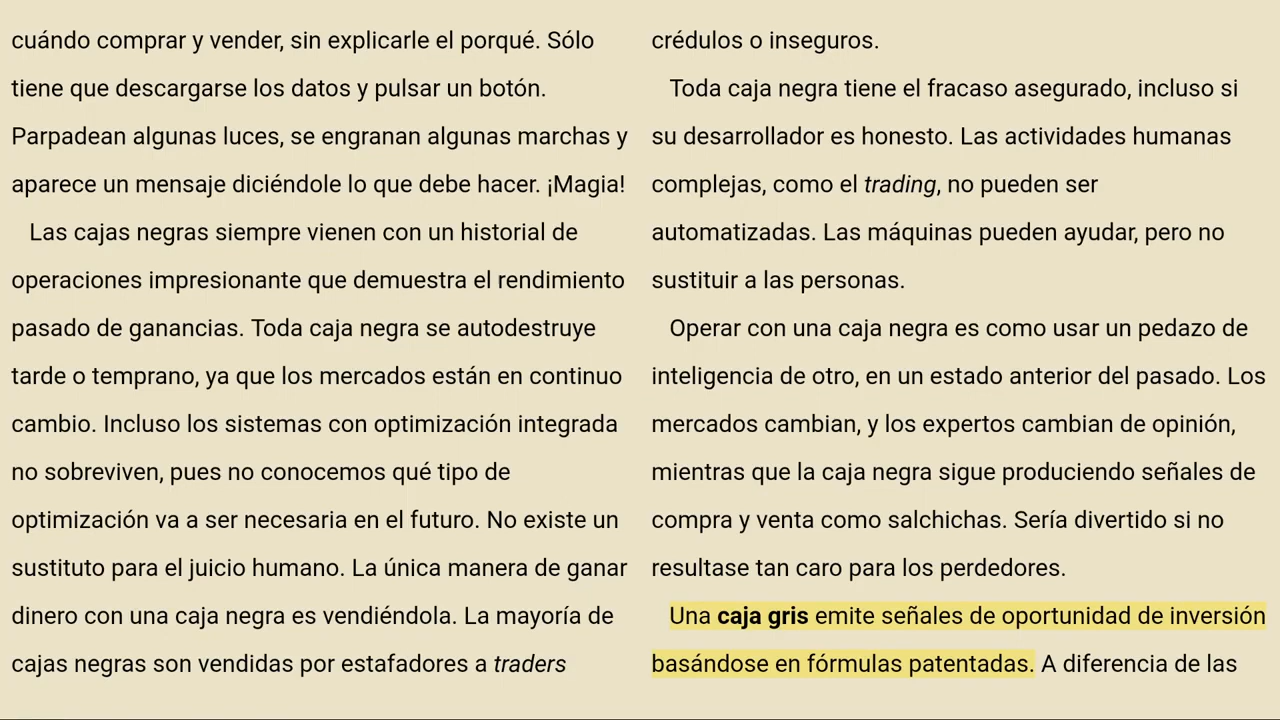 cuándo comprar y vender, sin explicarle el porqué. Sólo
tiene que descargarse los datos y pulsar un botón.
Parpadean algunas luces, se engranan algunas marchas y
aparece un mensaje diciéndole lo que debe hacer. ¡Magia!
Las cajas negras siempre vienen con un historial de
operaciones impresionante que demuestra el rendimiento
pasado de ganancias. Toda caja negra se autodestruye
tarde o temprano, ya que los mercados están en continuo
cambio. Incluso los sistemas con optimización integrada
no sobreviven, pues no conocemos qué tipo de
optimización va a ser necesaria en el futuro. No existe un
sustituto para el juicio humano. La única manera de ganar
dinero con una caja negra es vendiéndola. La mayoría de
cajas negras son vendidas por estafadores a traders
crédulos o inseguros.
Toda caja negra tiene el fracaso asegurado, incluso si
su desarrollador es honesto. Las actividades humanas
complejas, como el trading, no pueden ser
automatizadas. Las máquinas pueden ayudar, pero no
sustituir a las personas.
Operar con una caja negra es como usar un pedazo de
inteligencia de otro, en un estado anterior del pasado. Los
mercados cambian, y los expertos cambian de opinión,
mientras que la caja negra sigue produciendo señales de
compra y venta como salchichas. Sería divertido si no
resultase tan caro para los perdedores.
Una caja gris emite señales de oportunidad de inversión
basándose en fórmulas patentadas. A diferencia de las